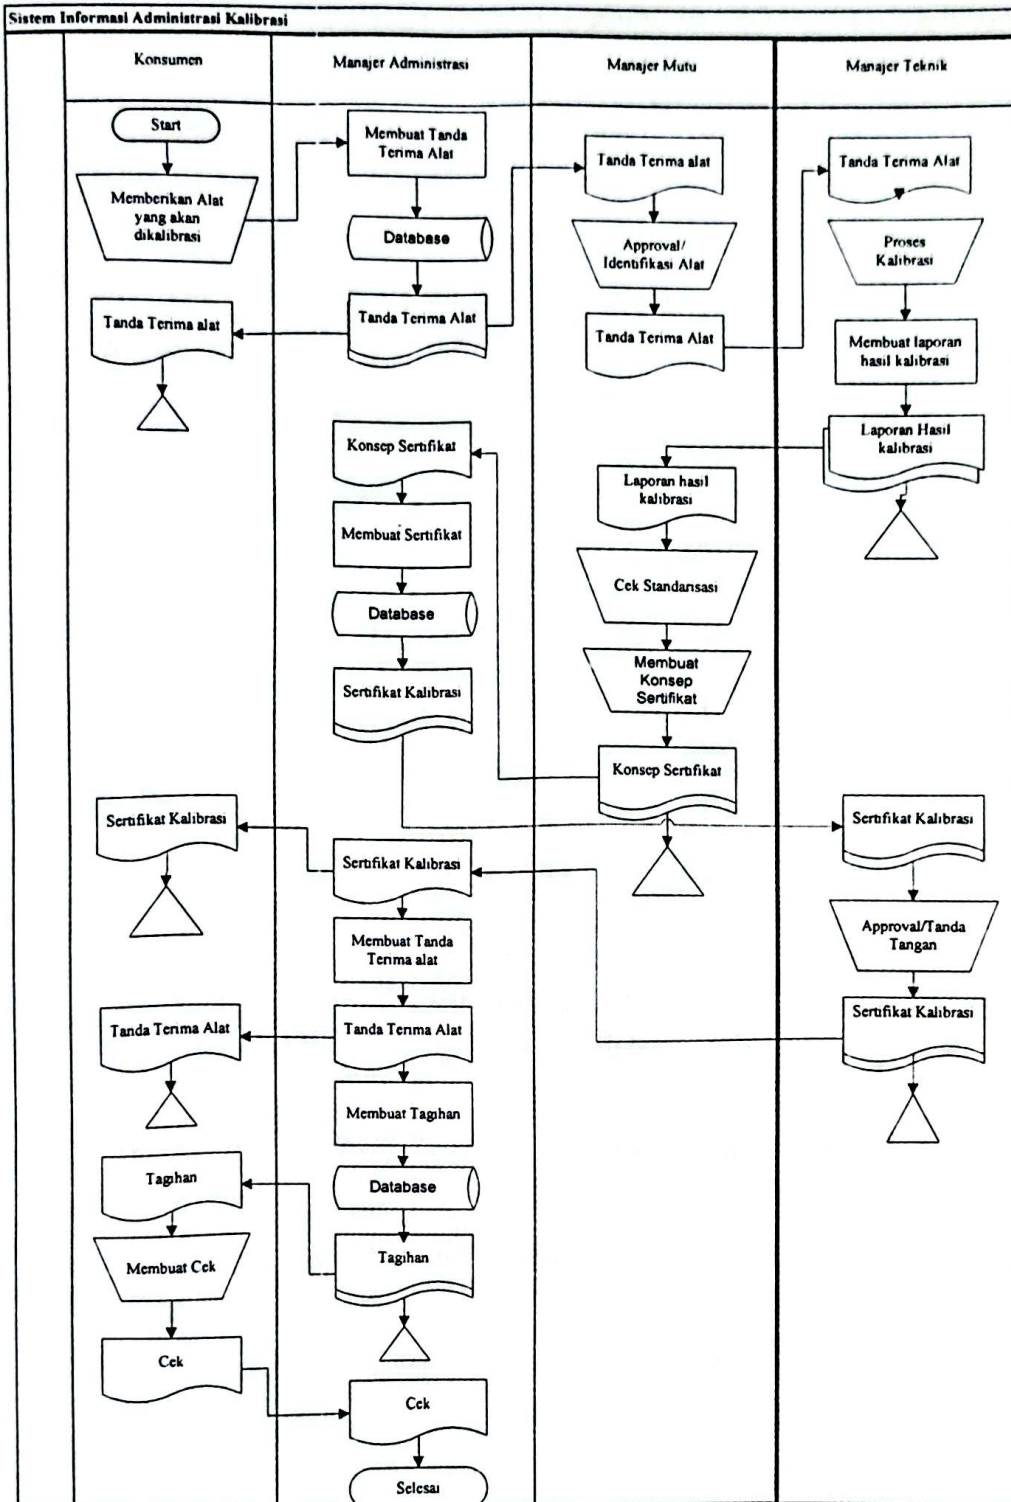 Sistem Informasi Administrasi Kalibrasi
Konsumen
Manajer Administrasi
Manajer Mutu
Manajer Teknik
Start
Memberikan Alat
yang akan
dikalibrasi
Membuat Tanda
Terima Alat
Database
Tanda Terima Alat
Tanda Terima alat
Tanda Terima alat
Approval/
Identifikasi Alat
Tanda Terima Alat
Tanda Terima Alat
Proses
Kalibrasi
Membuat laporan
hasil kalibrasi
Laporan Hasil
kalibrasi
Laporan hasil
kalibrasi
Cek Standarisasi
Membuat
Konsep
Sertifikat
Konsep Sertifikat
Konsep Sertifikat
Membuat Sertifikat
Database
Sertifikat Kalibrasi
Sertifikat Kalibrasi
Approval/Tanda
Tangan
Sertifikat Kalibrasi
Sertifikat Kalibrasi
Sertifikat Kalibrasi
Membuat Tanda
Terima alat
Tanda Terima Alat
Tanda Terima Alat
Membuat Tagihan
Database
Tagihan
Tagihan
Membuat Cek
Cek
Cek
Selesai